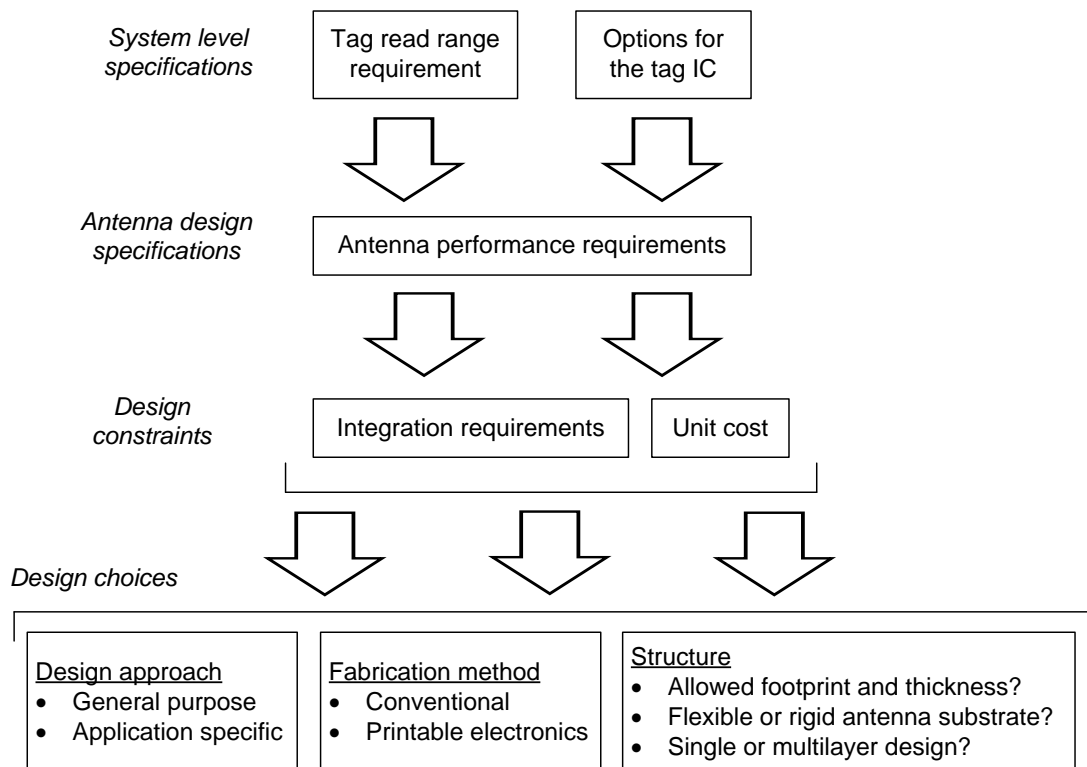 System level
specifications
Tag read range
requirement
Options for
the tag IC
Antenna design
specifications
Antenna performance requirements
Design
constraints
Integration requirements
Unit cost
Design choices
Design approach
• General purpose
• Application specific
Fabrication method
• Conventional
• Printable electronics
Structure
• Allowed footprint and thickness?
• Flexible or rigid antenna substrate?
• Single or multilayer design?